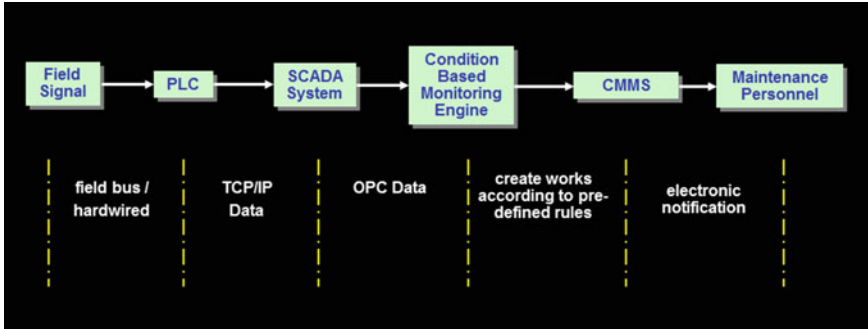 Field
Signal
PLC
SCADA
System
Condition
Based
Monitoring
Engine
CMMS
Maintenance
Personnel
field bus /
hardwired
TCP/IP
Data
OPC Data
create works
according to pre-
defined rules
electronic
notification